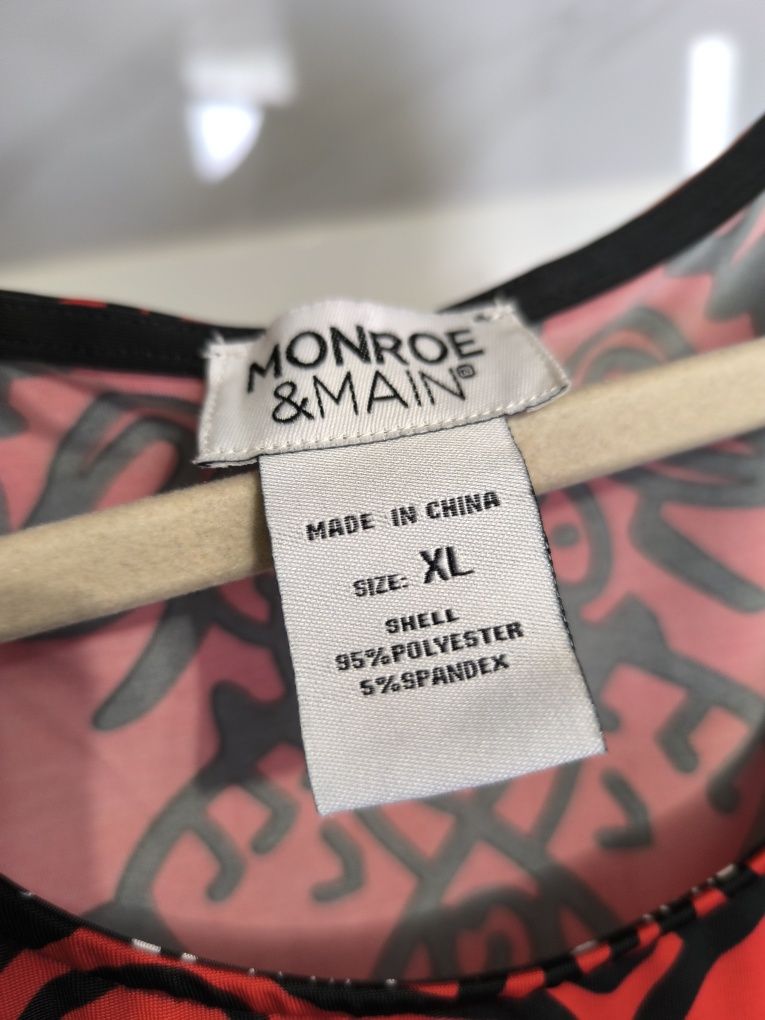 MONROE
&MAIN®
MADE IN CHINA
SIZE: XL
SHELL
95%POLYESTER
5%SPANDEX